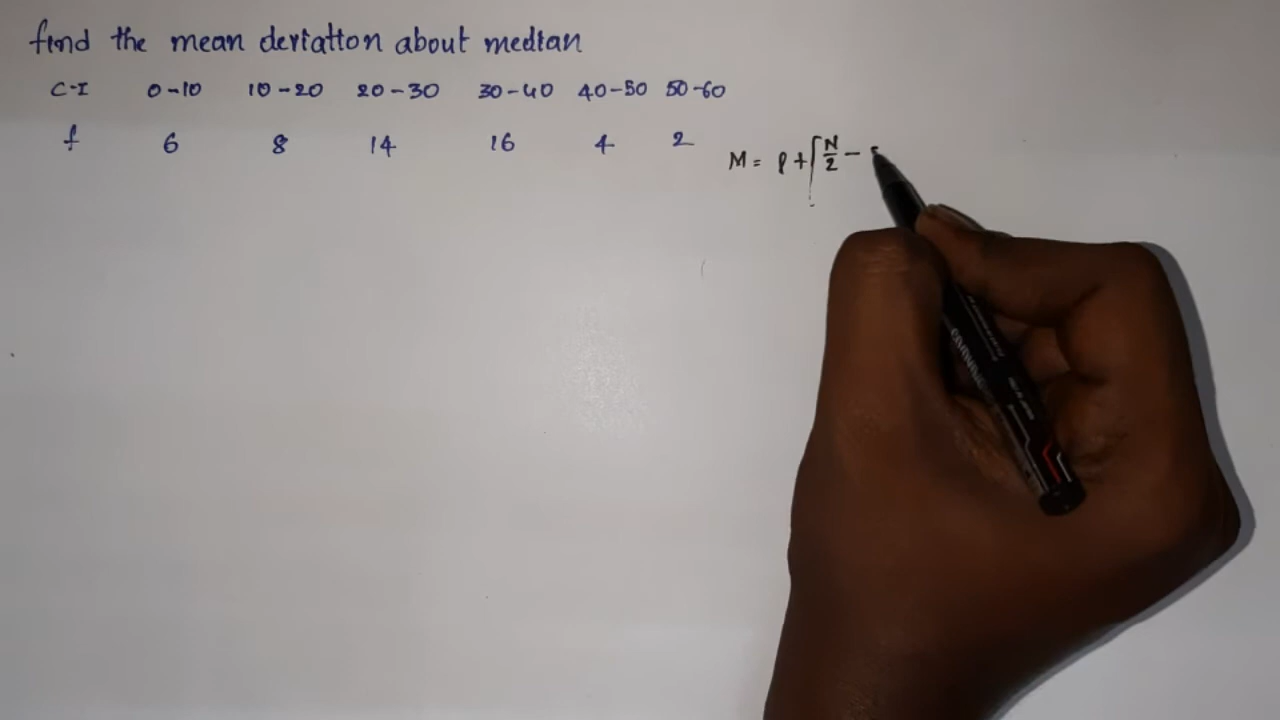 find the mean deviation about median
C-I 0-10 10-20 20-30 30-40 40-50 50-60
f 6 8 14 16 4 2
M = l + [N/2 -